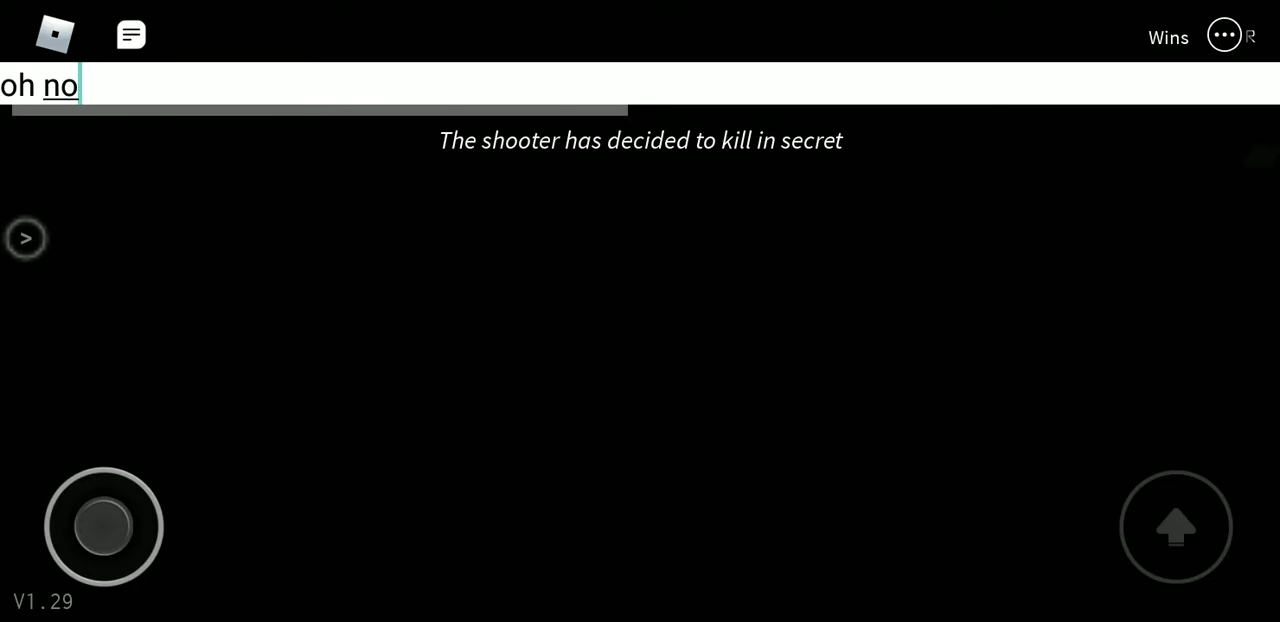 Wins
oh no
The shooter has decided to kill in secret
>
V1.29